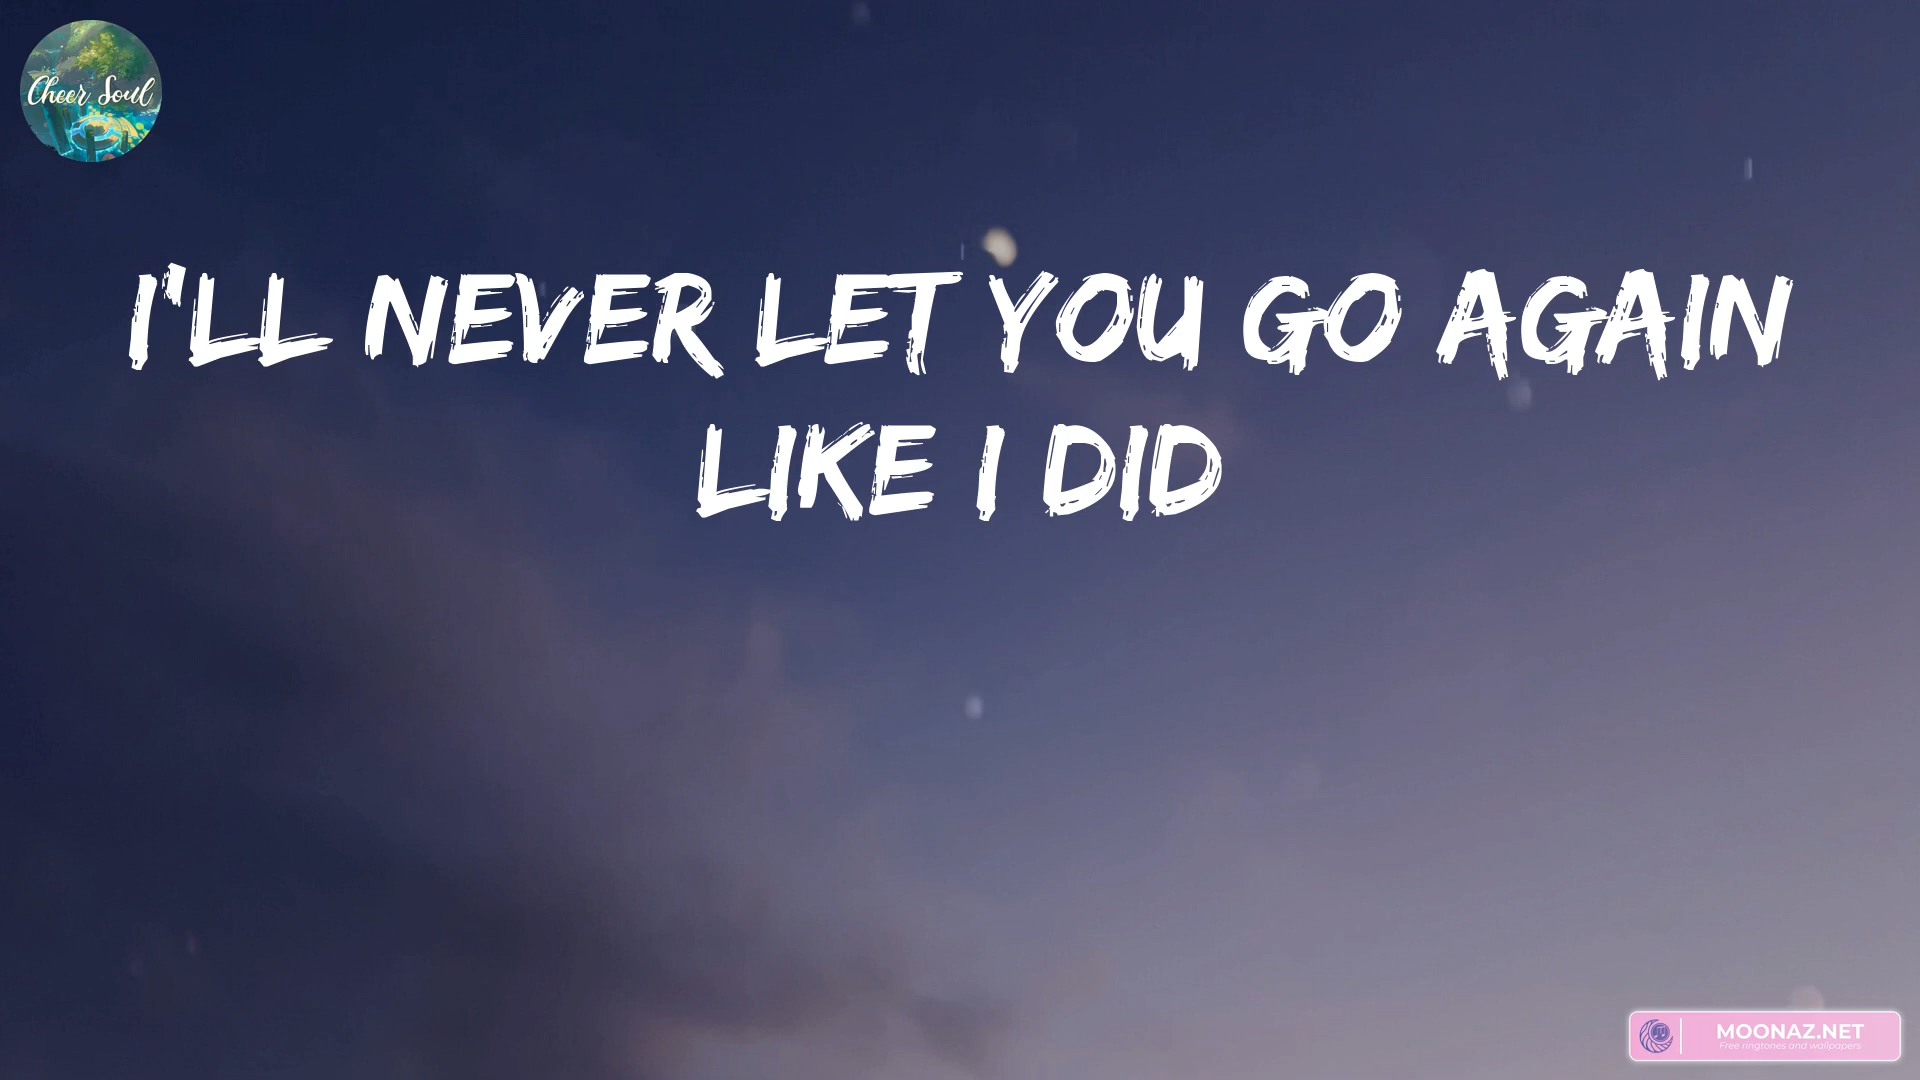 Cheer Soul
I'LL NEVER LET YOU GO AGAIN
LIKE I DID
MOONAZ.NET
Free ringtones and wallpapers